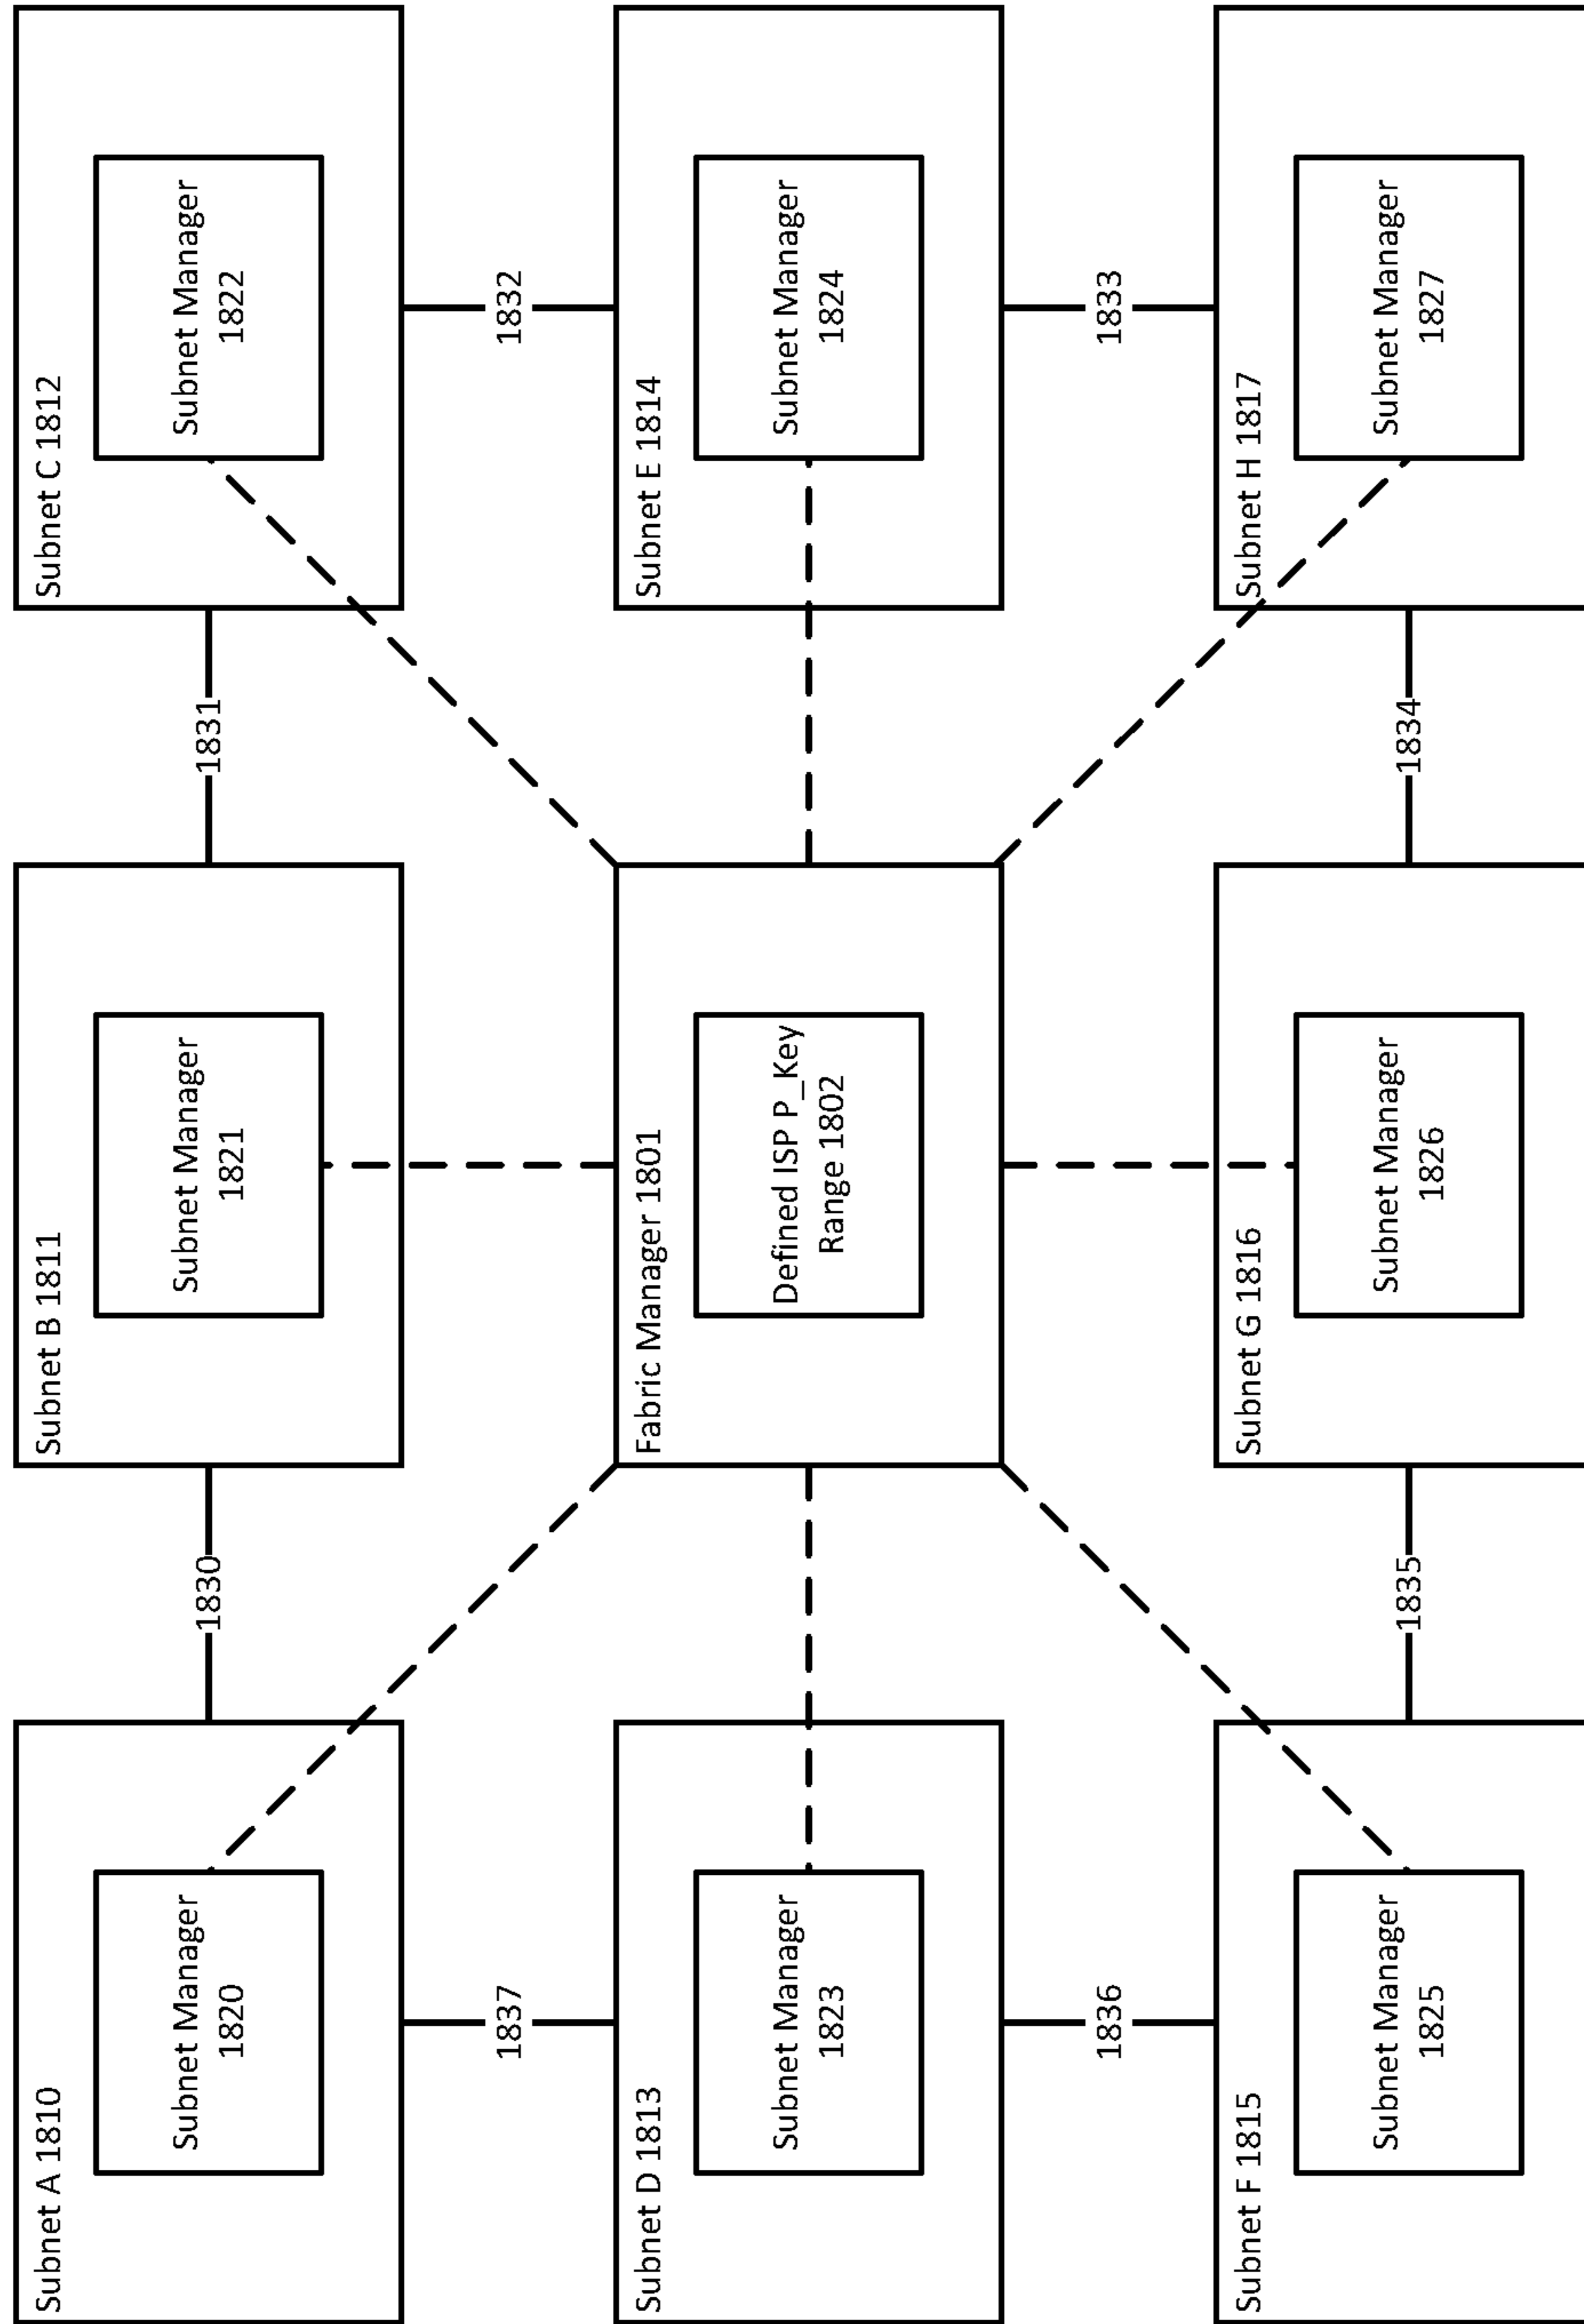 Subnet A 1810
Subnet Manager
1820
1830
Subnet B 1811
Subnet Manager
1821
1831
Subnet C 1812
Subnet Manager
1822
1837
1832
Subnet D 1813
Subnet Manager
1823
Fabric Manager 1801
Defined ISP P_Key
Range 1802
Subnet E 1814
Subnet Manager
1824
1836
1833
Subnet F 1815
Subnet Manager
1825
1835
Subnet G 1816
Subnet Manager
1826
1834
Subnet H 1817
Subnet Manager
1827